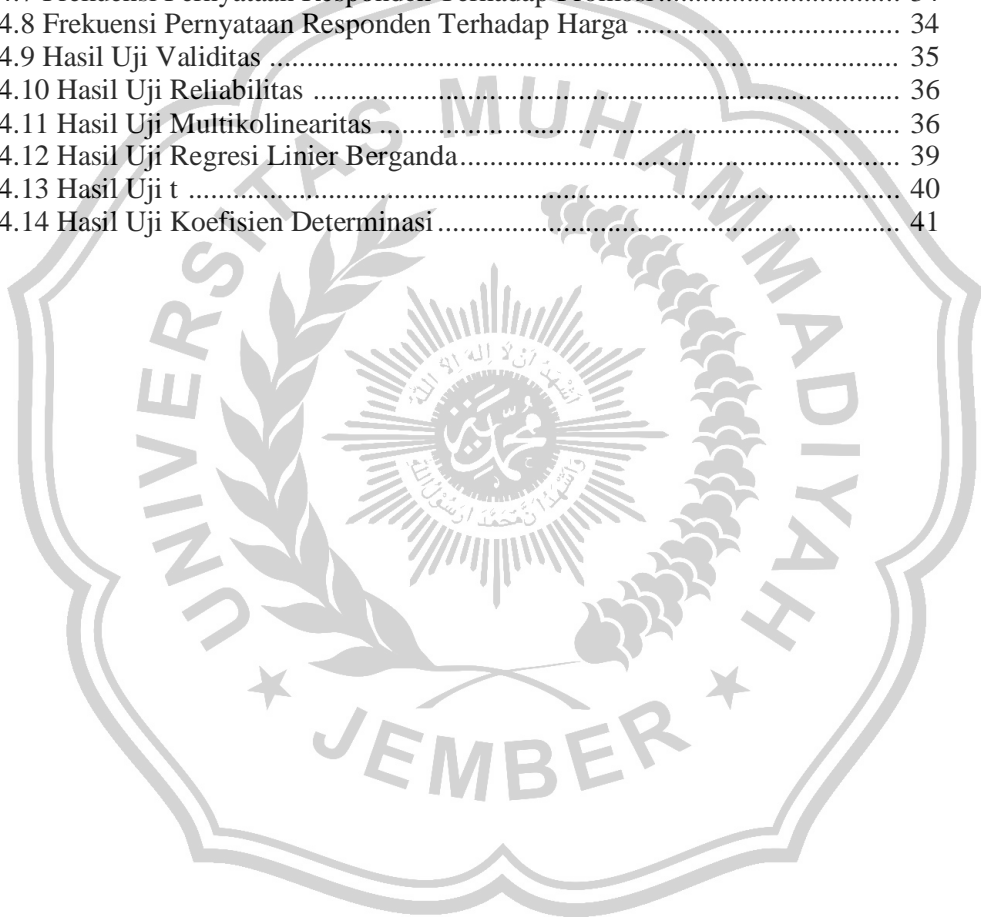 4.8 Frekuensi Pernyataan Responden Terhadap Harga ..................................... 34
4.9 Hasil Uji Validitas ......................................................................................... 35
4.10 Hasil Uji Reliabilitas ................................................................................... 36
4.11 Hasil Uji Multikolinearitas .......................................................................... 36
4.12 Hasil Uji Regresi Linier Berganda............................................................... 39
4.13 Hasil Uji t .................................................................................................... 40
4.14 Hasil Uji Koefisien Determinasi .................................................................. 41
UNIVERSITAS MUHAMMADIYAH
JEMBER